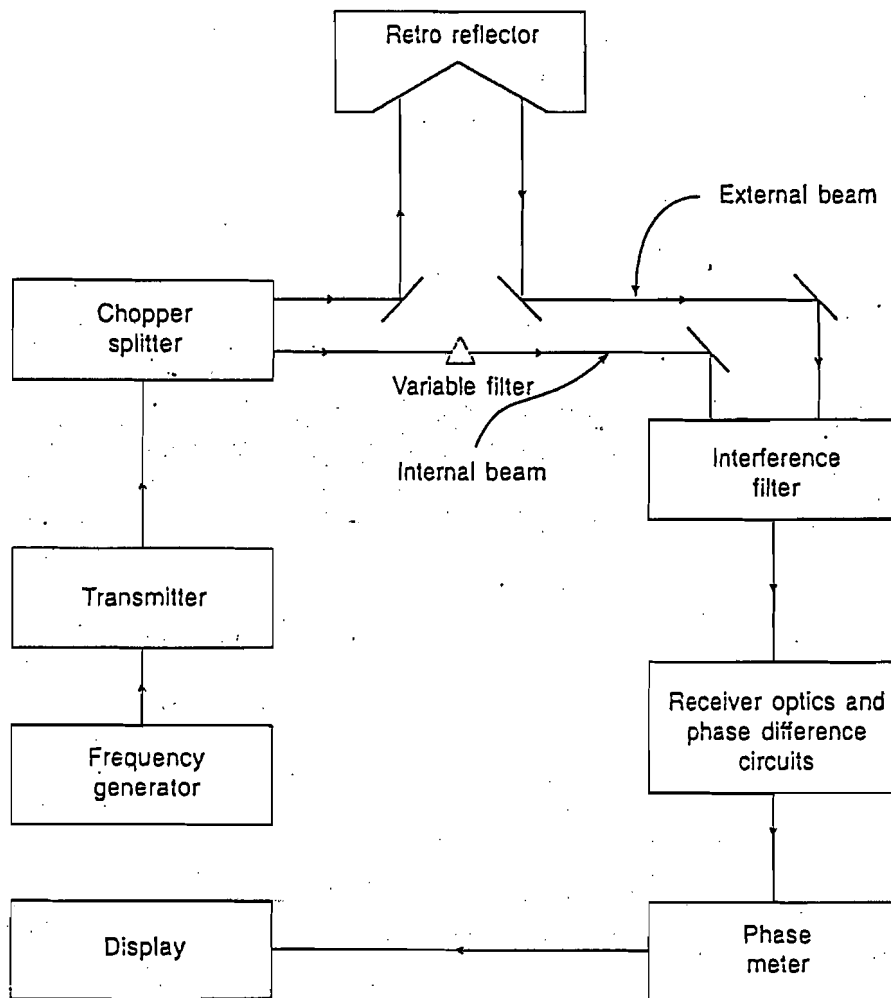 Retro reflector
External beam
Chopper
splitter
Variable filter
Internal beam
Interference
filter
Transmitter
Receiver optics and
phase difference
circuits
Frequency
generator
Display
Phase
meter